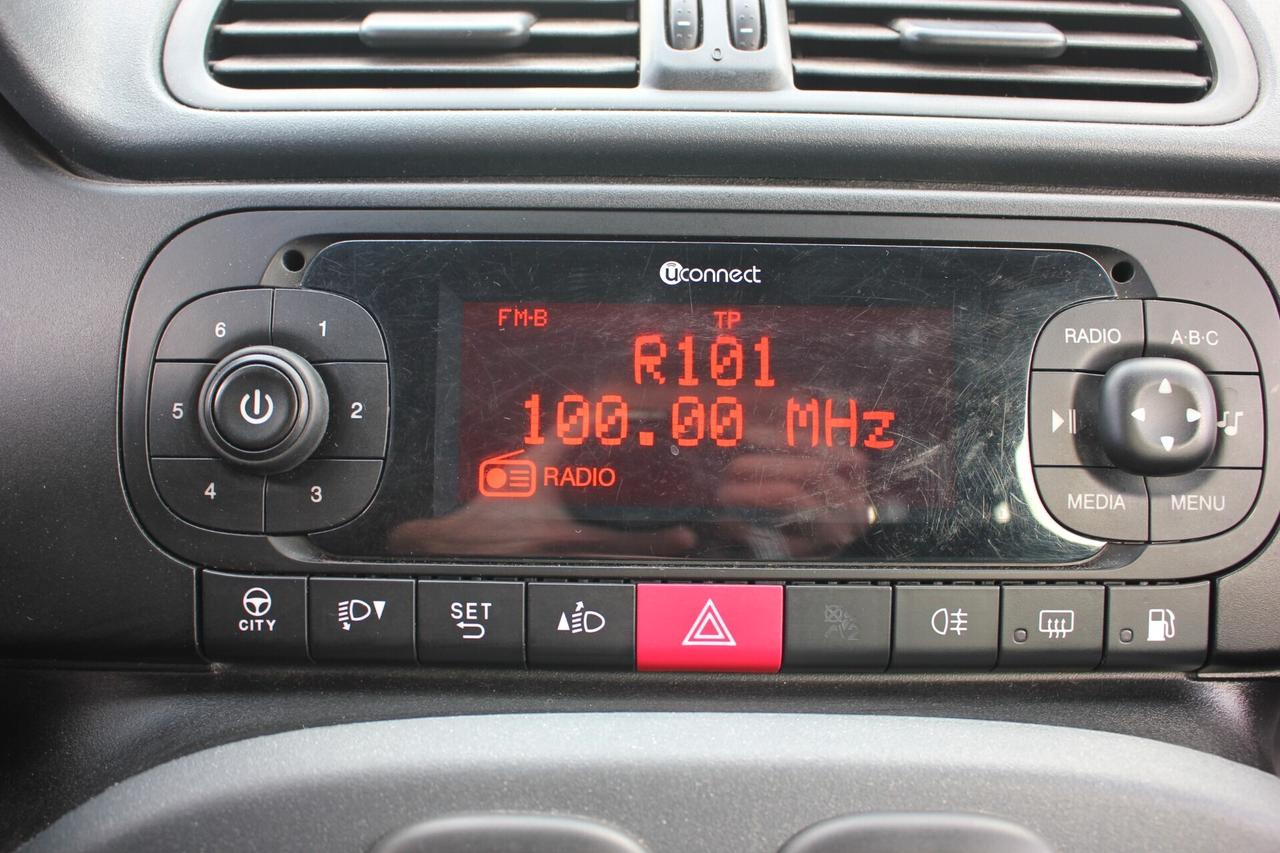 0
uconnect
FM-B TP
R101
100.00 MHz
RADIO
6 1
5 2
4 3
RADIO A·B·C
MEDIA MENU
CITY
SET